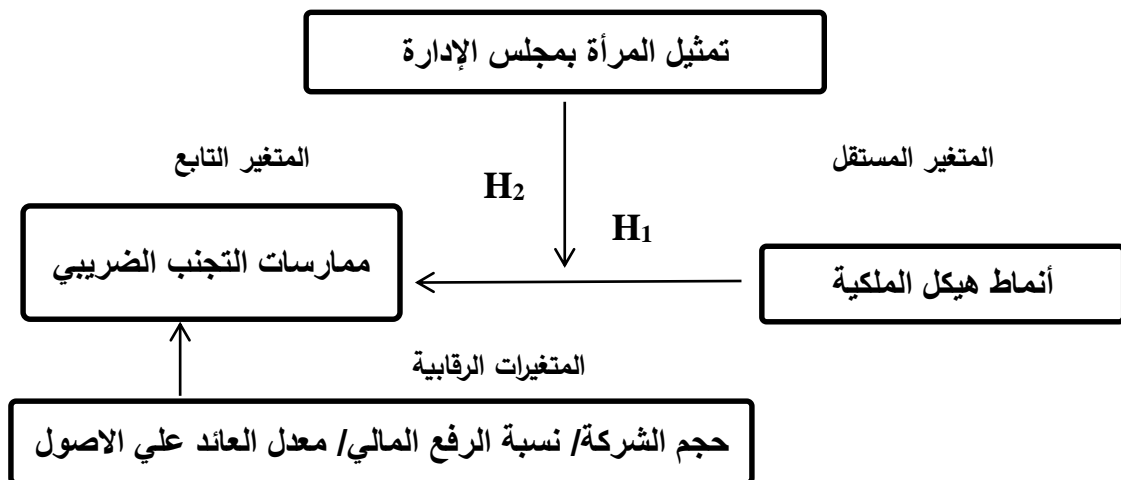 تمثيل المرأة بمجلس الإدارة
المتغير المستقل
المتغير التابع
H2
H1
أنماط هيكل الملكية
ممارسات التجنب الضريبي
المتغيرات الرقابية
حجم الشركة/ نسبة الرفع المالي/ معدل العائد علي الاصول